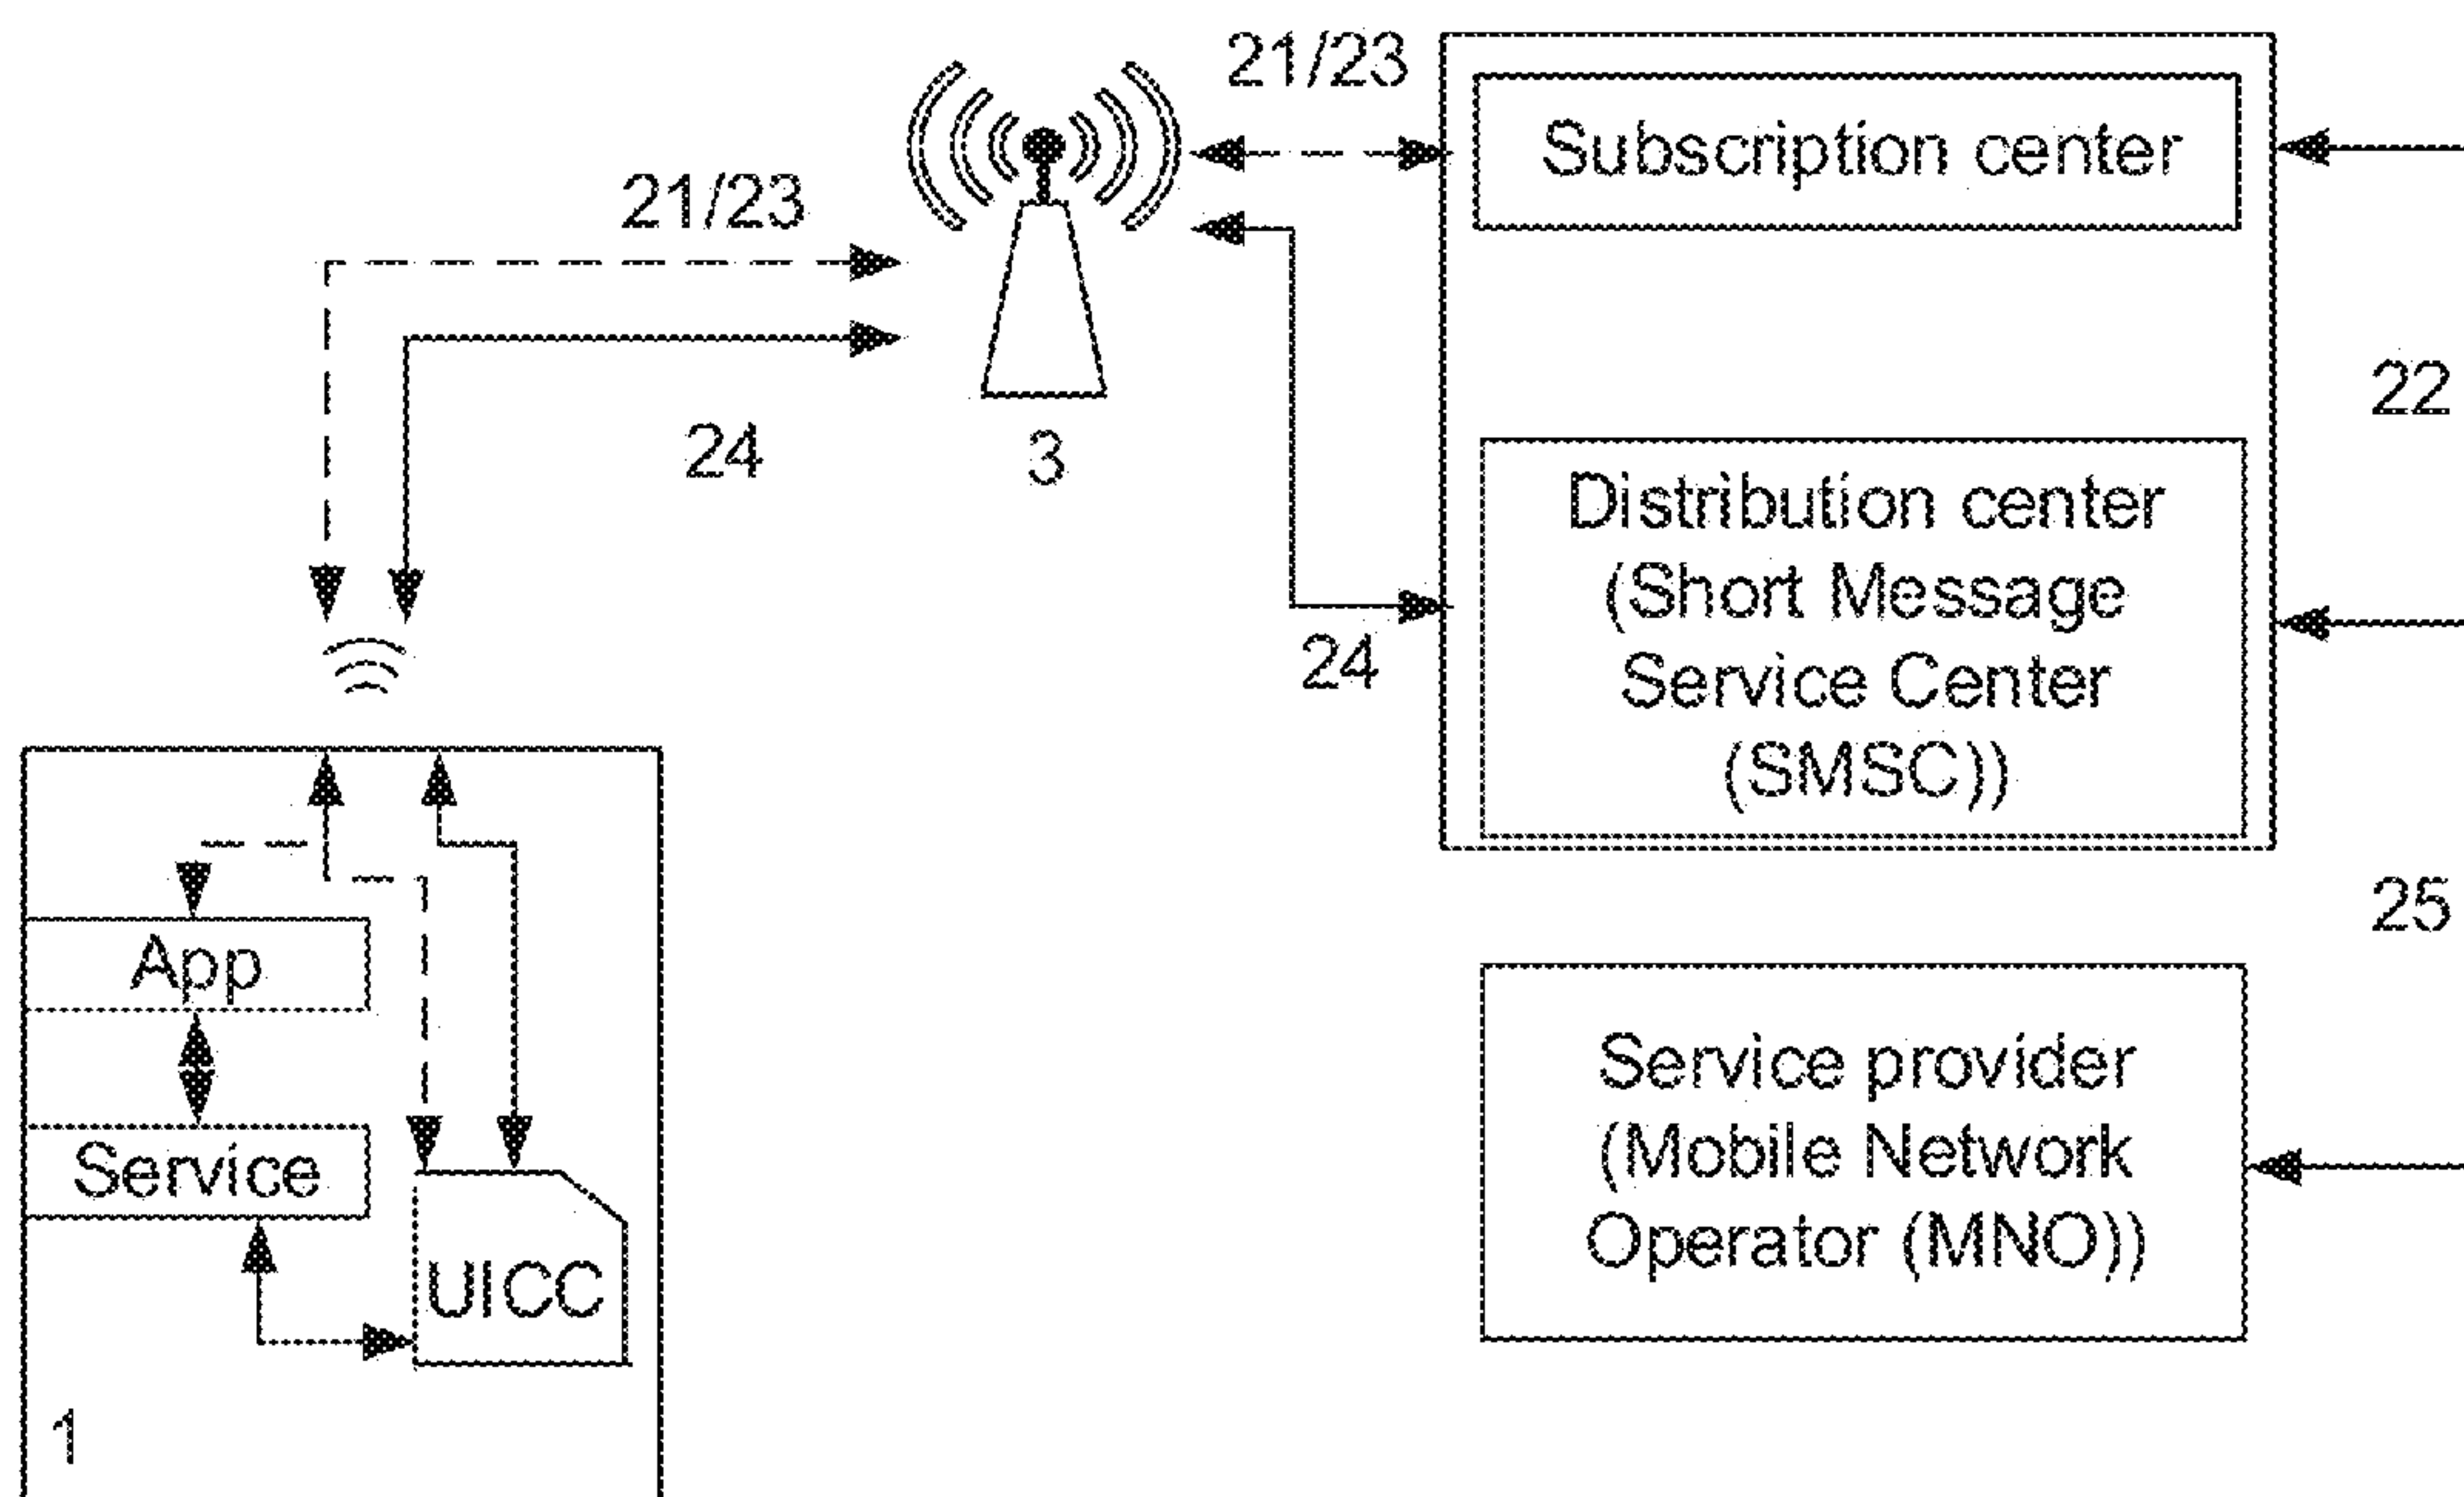 21/23
Subscription center
21/23
22
24
3
Distribution center
(Short Message
Service Center
(SMSC))
24
25
App
Service
UICC
1
Service provider
(Mobile Network
Operator (MNO))